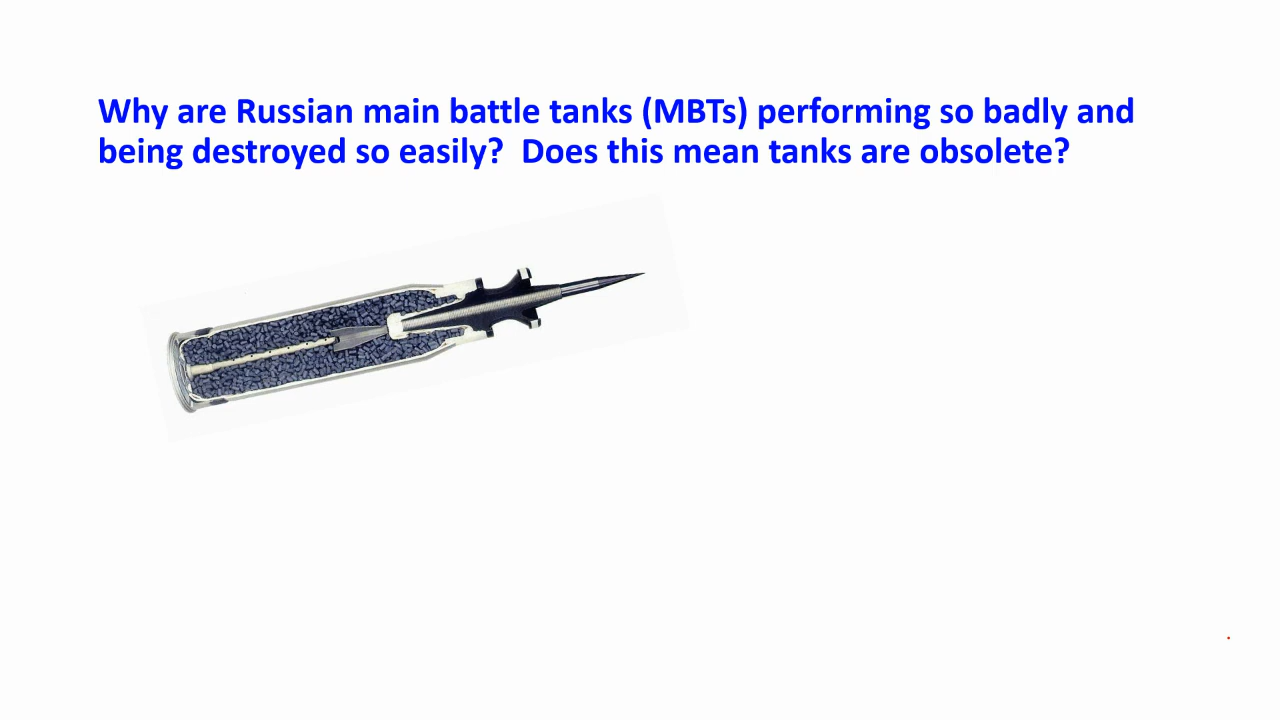 Why are Russian main battle tanks (MBTs) performing so badly and
being destroyed so easily?  Does this mean tanks are obsolete?